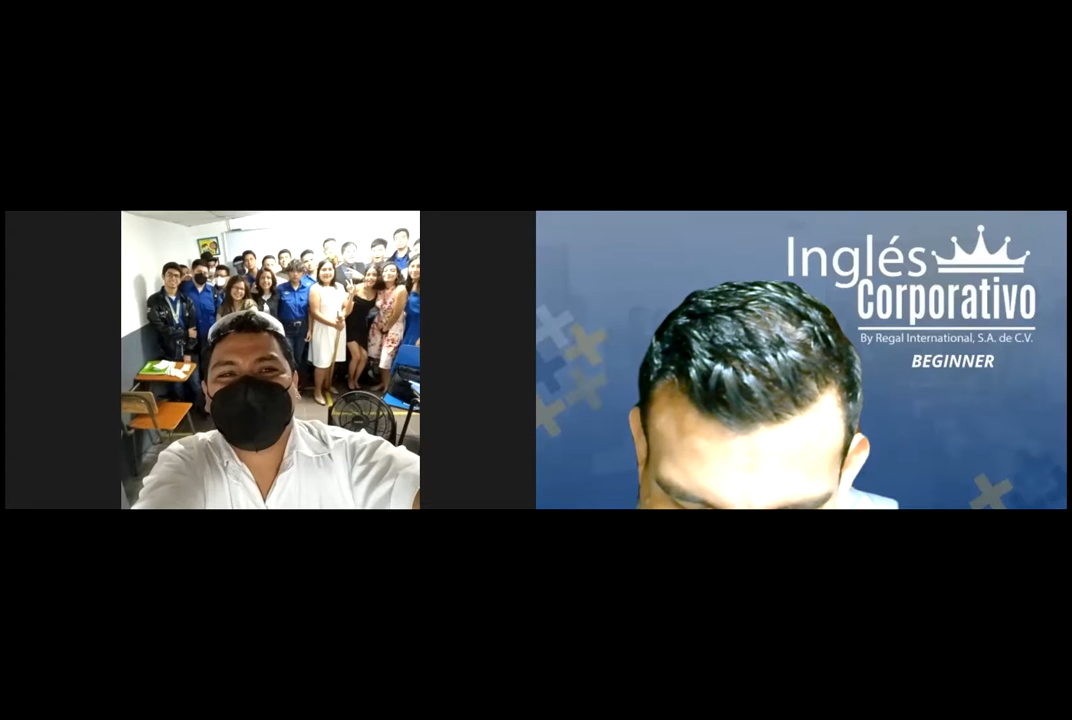 Inglés
Corporativo
By Regal International, S.A. de C.V.
BEGINNER